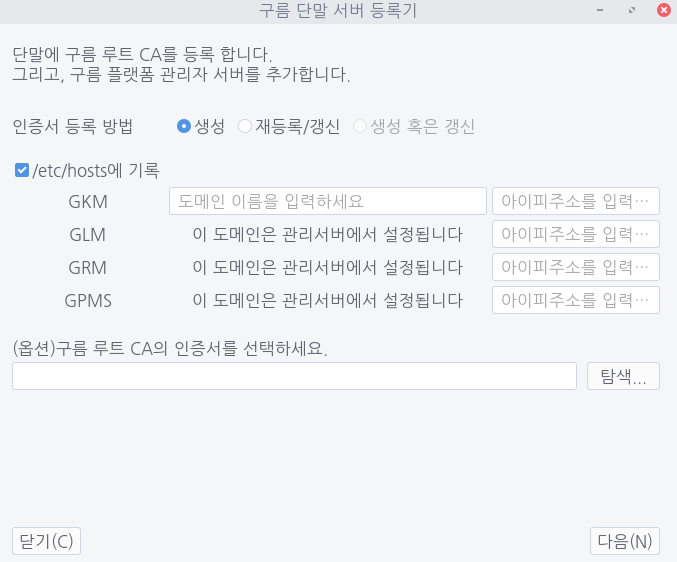 구름 단말 서버 등록기
단말에 구름 루트 CA를 등록 합니다.
그리고, 구름 플랫폼 관리자 서버를 추가합니다.
인증서 등록 방법 생성 재등록/갱신 생성 혹은 갱신
/etc/hosts에 기록
GKM 도메인 이름을 입력하세요 아이피주소를 입력…
GLM 이 도메인은 관리서버에서 설정됩니다 아이피주소를 입력…
GRM 이 도메인은 관리서버에서 설정됩니다 아이피주소를 입력…
GPMS 이 도메인은 관리서버에서 설정됩니다 아이피주소를 입력…
(옵션)구름 루트 CA의 인증서를 선택하세요.
탐색...
닫기(C) 다음(N)